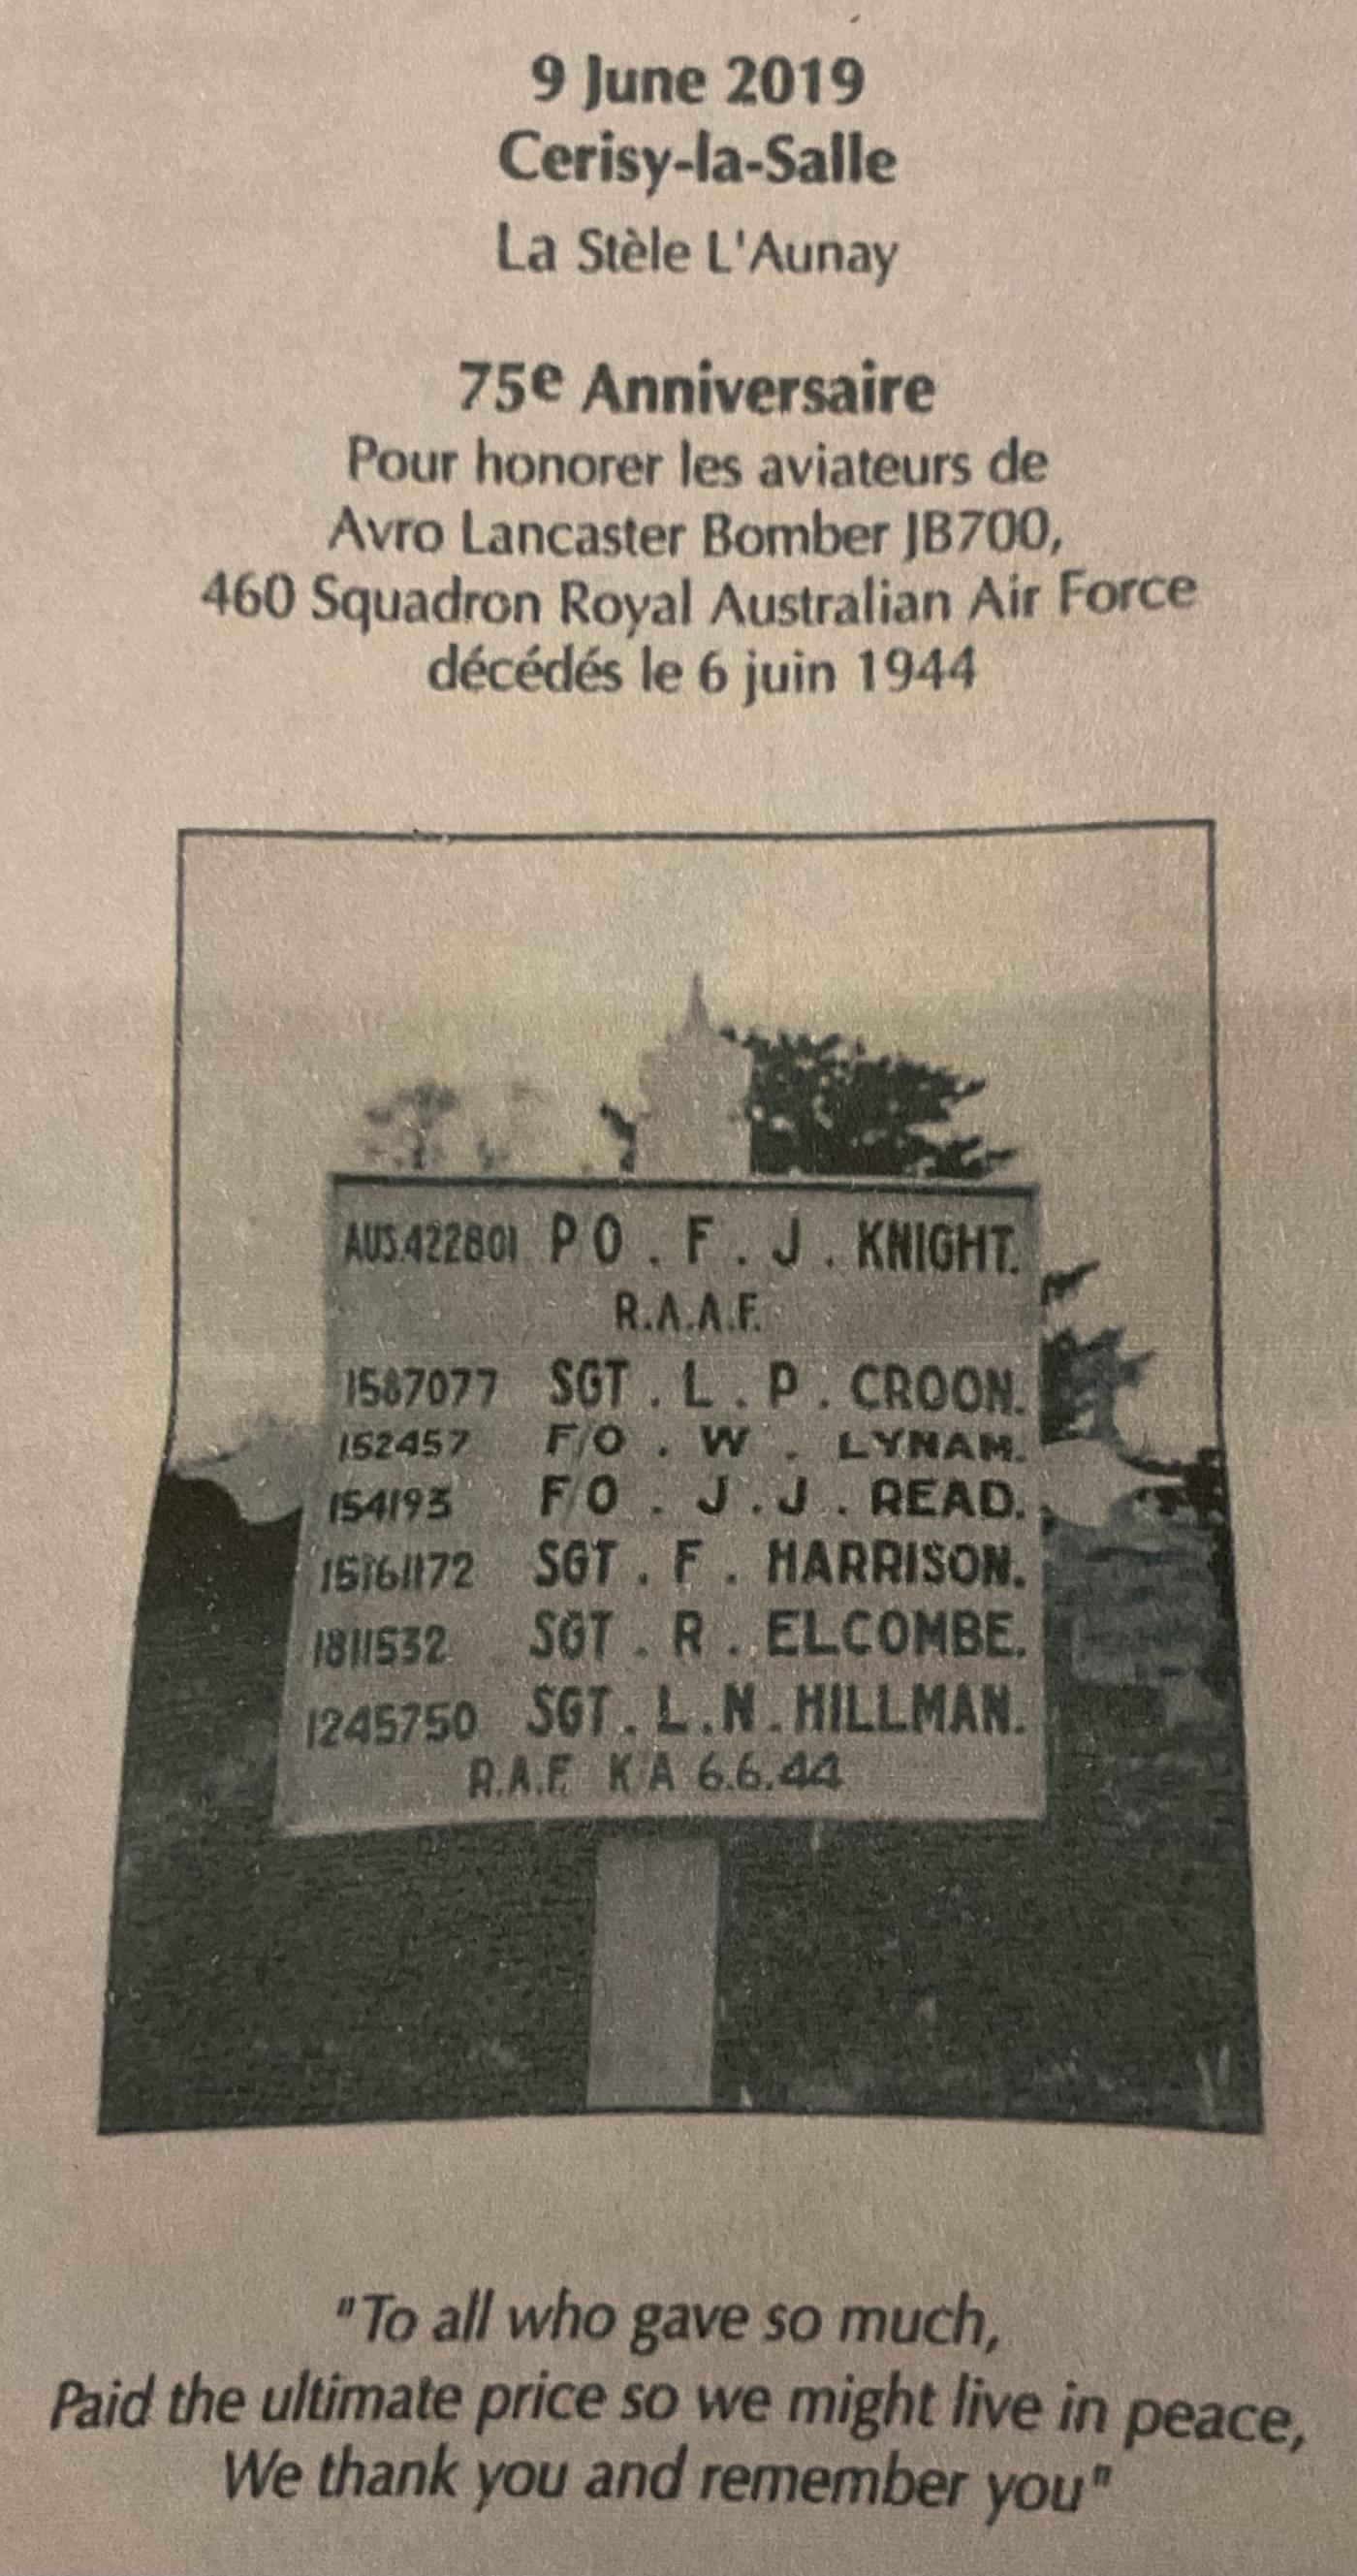 9 June 2019
Cerisy-la-Salle
La Stèle L'Aunay
75e Anniversaire
Pour honorer les aviateurs de
Avro Lancaster Bomber JB700,
460 Squadron Royal Australian Air Force
décédés le 6 juin 1944
AUS.422801 PO . F . J . KNIGHT.
R.A.A.F.
1587077 SGT . L . P . CROON.
152457 F/O . W . LYNAM.
154193 F/O . J . J . READ.
SGT . F . HARRISON.
1811532 SGT . R . ELCOMBE.
1245750 SGT . L . N . HILLMAN.
R.A.F. K A 6.6.44
"To all who gave so much,
Paid the ultimate price so we might live in peace,
We thank you and remember you"